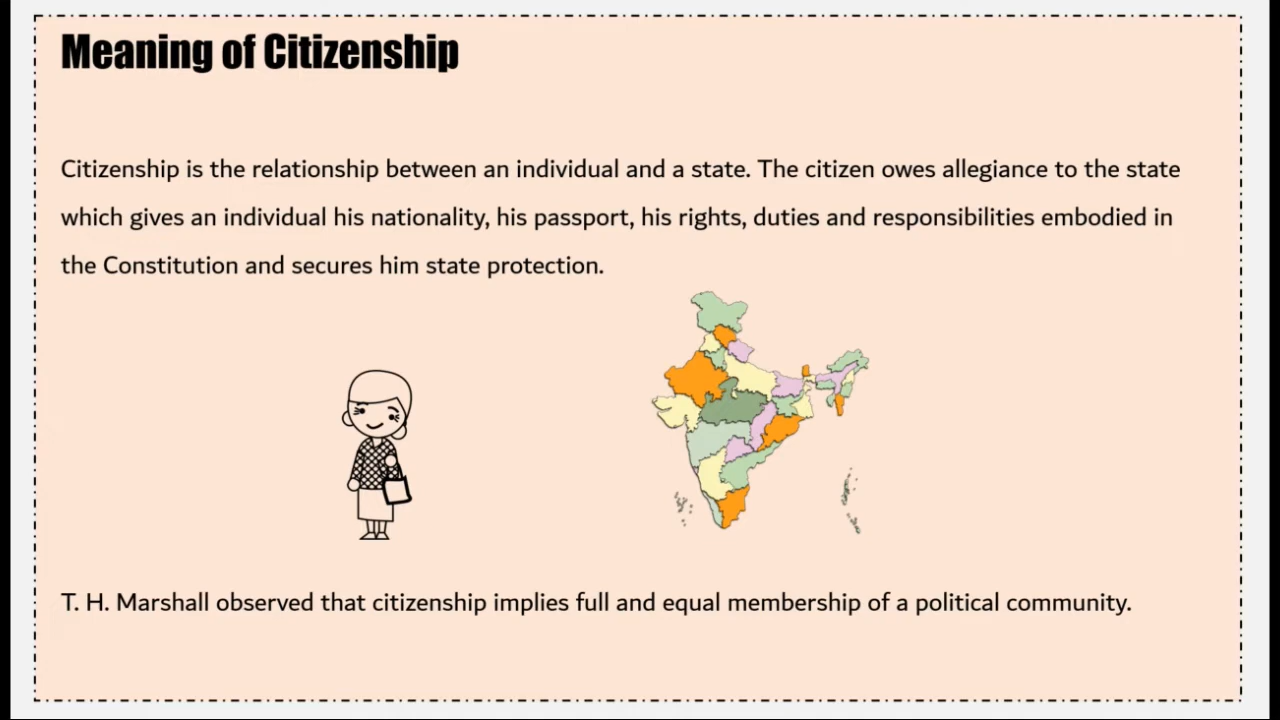 Meaning of Citizenship
Citizenship is the relationship between an individual and a state. The citizen owes allegiance to the state
which gives an individual his nationality, his passport, his rights, duties and responsibilities embodied in
the Constitution and secures him state protection.
T. H. Marshall observed that citizenship implies full and equal membership of a political community.